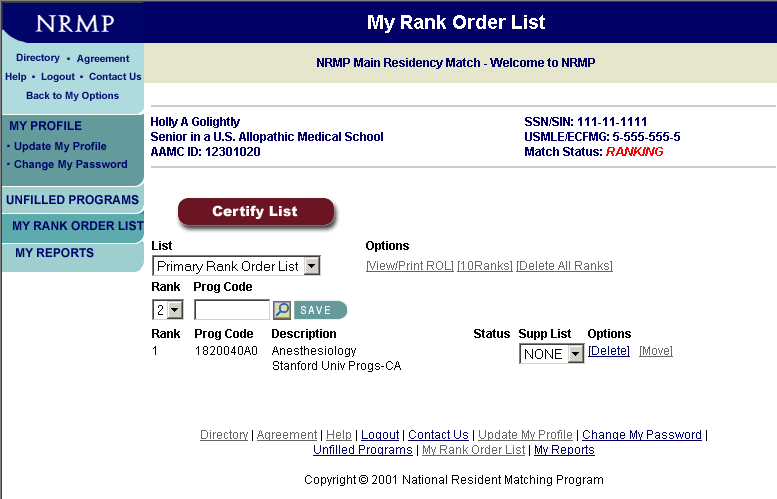 NRMP
My Rank Order List
Directory • Agreement
Help • Logout • Contact Us
Back to My Options
NRMP Main Residency Match - Welcome to NRMP
MY PROFILE
• Update My Profile
• Change My Password
UNFILLED PROGRAMS
MY RANK ORDER LIST
MY REPORTS
Holly A Golightly SSN/SIN: 111-11-1111
Senior in a U.S. Allopathic Medical School USMLE/ECFMG: 5-555-555-5
AAMC ID: 12301020 Match Status: RANKING
Certify List
List Options
Primary Rank Order List [View/Print ROL] [10Ranks] [Delete All Ranks]
Rank Prog Code
2 SAVE
Rank Prog Code Description Status Supp List Options
1 1820040A0 Anesthesiology NONE [Delete] [Move]
Stanford Univ Progs-CA
Directory | Agreement | Help | Logout | Contact Us | Update My Profile | Change My Password |
Unfilled Programs | My Rank Order List | My Reports
Copyright © 2001 National Resident Matching Program